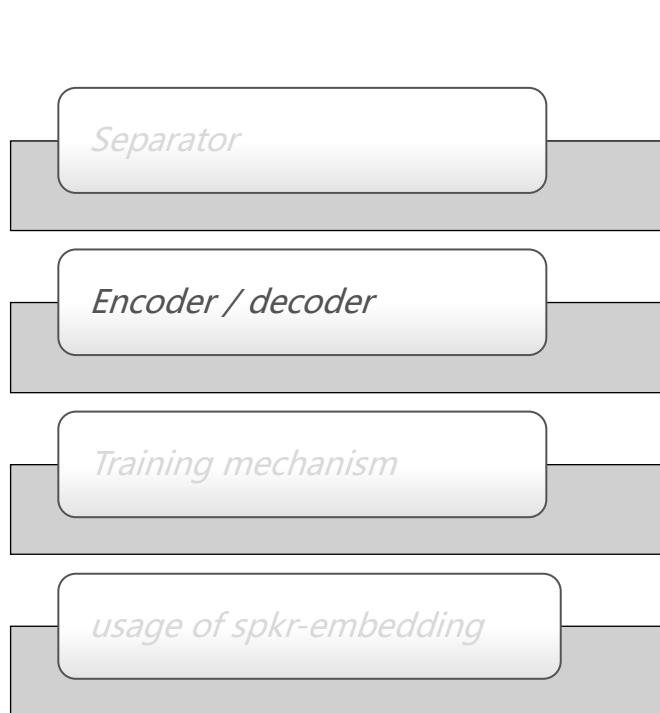 Separator
Encoder / decoder
Training mechanism
usage of spkr-embedding